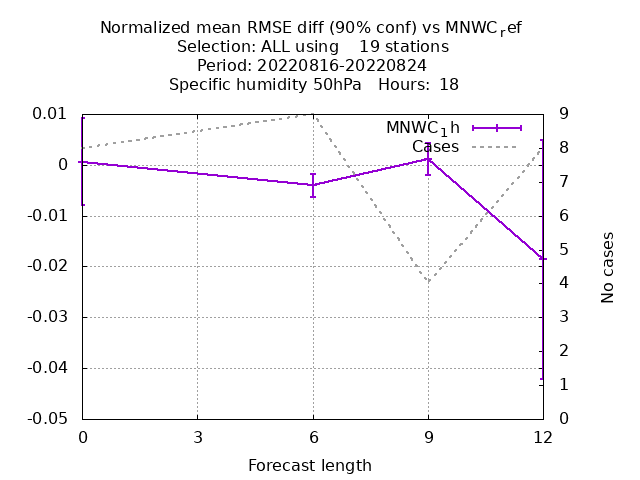 Normalized mean RMSE diff (90% conf) vs MNWC_ref
Selection: ALL using    19 stations
Period: 20220816-20220824
Specific humidity 50hPa   Hours: 18
MNWC_1h
Cases
0.01
0
-0.01
-0.02
-0.03
-0.04
-0.05
9
8
7
6
5
4
3
2
1
0
No cases
0 3 6 9 12
Forecast length